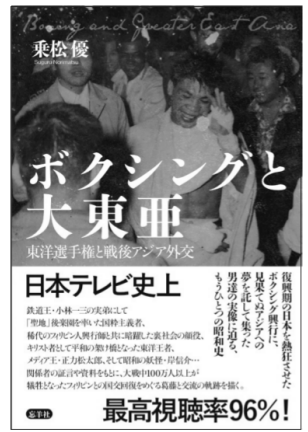 Boxing and Greater East Asia
乗松 優
Suguru Norimatsu
ボクシングと
大東亜
東洋選手権と戦後アジア外交
復興期の日本を熱狂させた
ボクシング興行に、
見果てぬアジアへの
夢を託して集った
男達の実像に迫る、
もうひとつの昭和史
日本テレビ史上
鉄道王・小林一三の実弟にして
「聖地」後楽園を率いた国粋主義者、
稀代のフィリピン人興行師と共に暗躍した裏社会の顔役、
キリスト者として平和の架け橋となった東洋王者、
メディア王・正力松太郎、そして昭和の妖怪・岸信介…
関係者の証言や資料をもとに、大戦中100万人以上が
犠牲となったフィリピンとの国交回復をめぐる葛藤と交流の軌跡を描く。
忘羊社
最高視聴率96%!